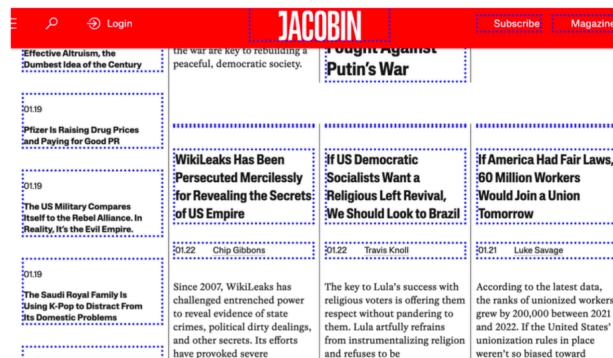 Login
JACOBIN
Subscribe
Magazine
Effective Altruism, the
Dumbest Idea of the Century
01.19
Pfizer Is Raising Drug Prices
and Paying for Good PR
01.19
The US Military Compares
Itself to the Rebel Alliance. In
Reality, It's the Evil Empire.
01.19
The Saudi Royal Family Is
Using K-Pop to Distract From
Its Domestic Problems
the war are key to rebuilding a
peaceful, democratic society.
Fought Against
Putin's War
WikiLeaks Has Been
Persecuted Mercilessly
for Revealing the Secrets
of US Empire
01.22 Chip Gibbons
Since 2007, WikiLeaks has
challenged entrenched power
to reveal evidence of state
crimes, political dirty dealings,
and other secrets. Its efforts
have provoked severe
If US Democratic
Socialists Want a
Religious Left Revival,
We Should Look to Brazil
01.22 Travis Knoll
The key to Lula's success with
religious voters is offering them
respect without pandering to
them. Lula artfully refrains
from instrumentalizing religion
and refuses to be
If America Had Fair Laws,
60 Million Workers
Would Join a Union
Tomorrow
01.21 Luke Savage
According to the latest data,
the ranks of unionized workers
grew by 200,000 between 2021
and 2022. If the United States'
unionization rules in place
weren't so biased toward